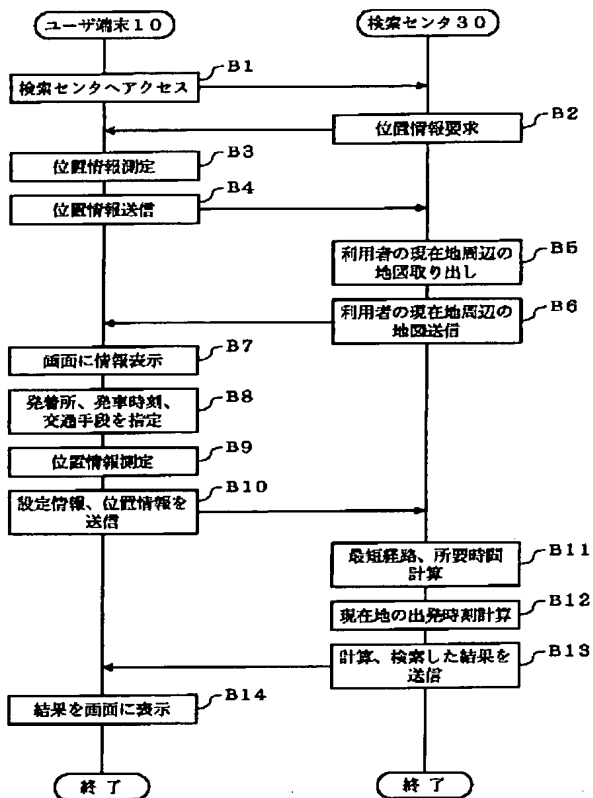 ユーザ端末10
検索センタ30
検索センタへアクセス
B1
位置情報要求
B2
位置情報測定
B3
位置情報送信
B4
利用者の現在地周辺の
地図取り出し
B5
利用者の現在地周辺の
地図送信
B6
画面に情報表示
B7
発着所、発車時刻、
交通手段を指定
B8
位置情報測定
B9
設定情報、位置情報を
送信
B10
最短経路、所要時間
計算
B11
現在地の出発時刻計算
B12
計算、検索した結果を
送信
B13
結果を画面に表示
B14
終了
終了